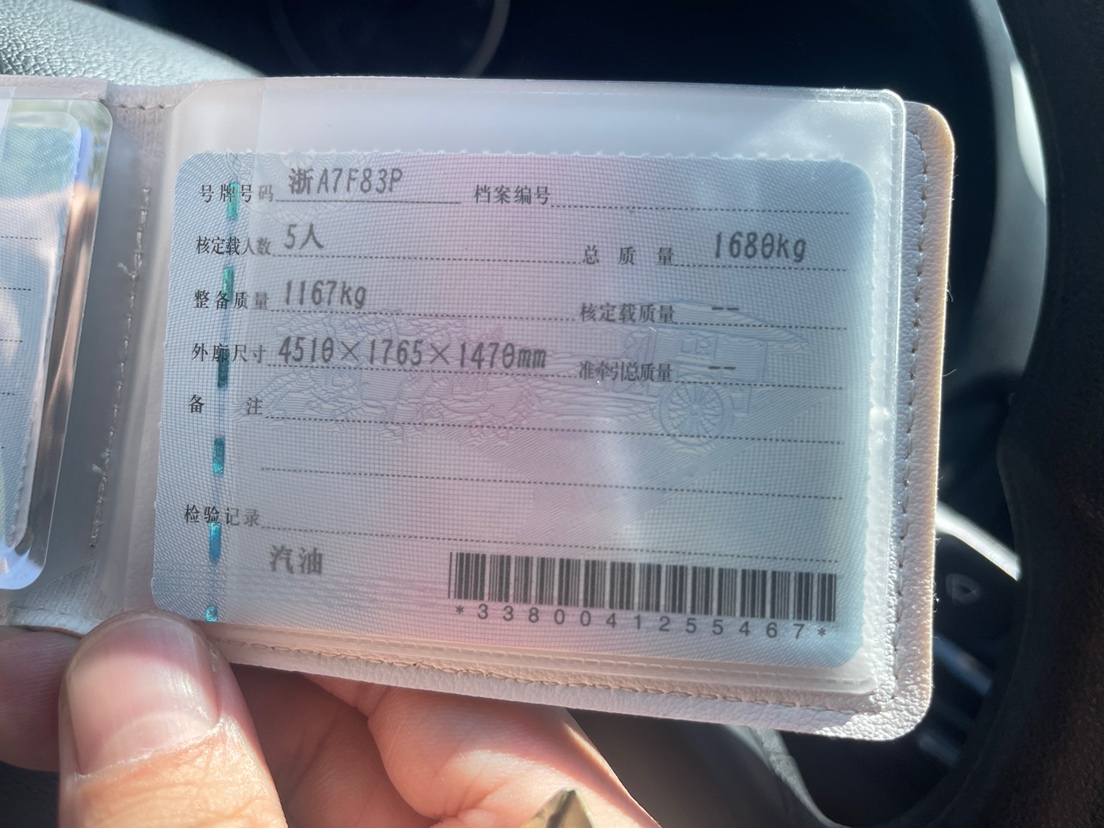 号牌号码 浙A7F83P 档案编号
核定载人数 5人 总质量 1680kg
整备质量 1167kg 核定载质量 --
外廓尺寸 4510×1765×1470mm 准牵引总质量 --
备注
检验记录
汽油
*3380041255467*